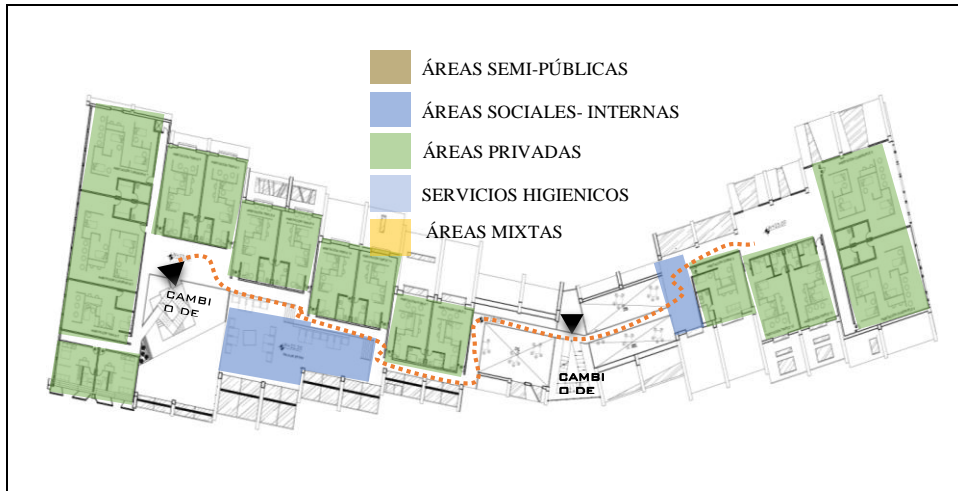 ÁREAS SEMI-PÚBLICAS
ÁREAS SOCIALES- INTERNAS
ÁREAS PRIVADAS
SERVICIOS HIGIENICOS
ÁREAS MIXTAS
CAMBI
O DE
CAMBI
O DE